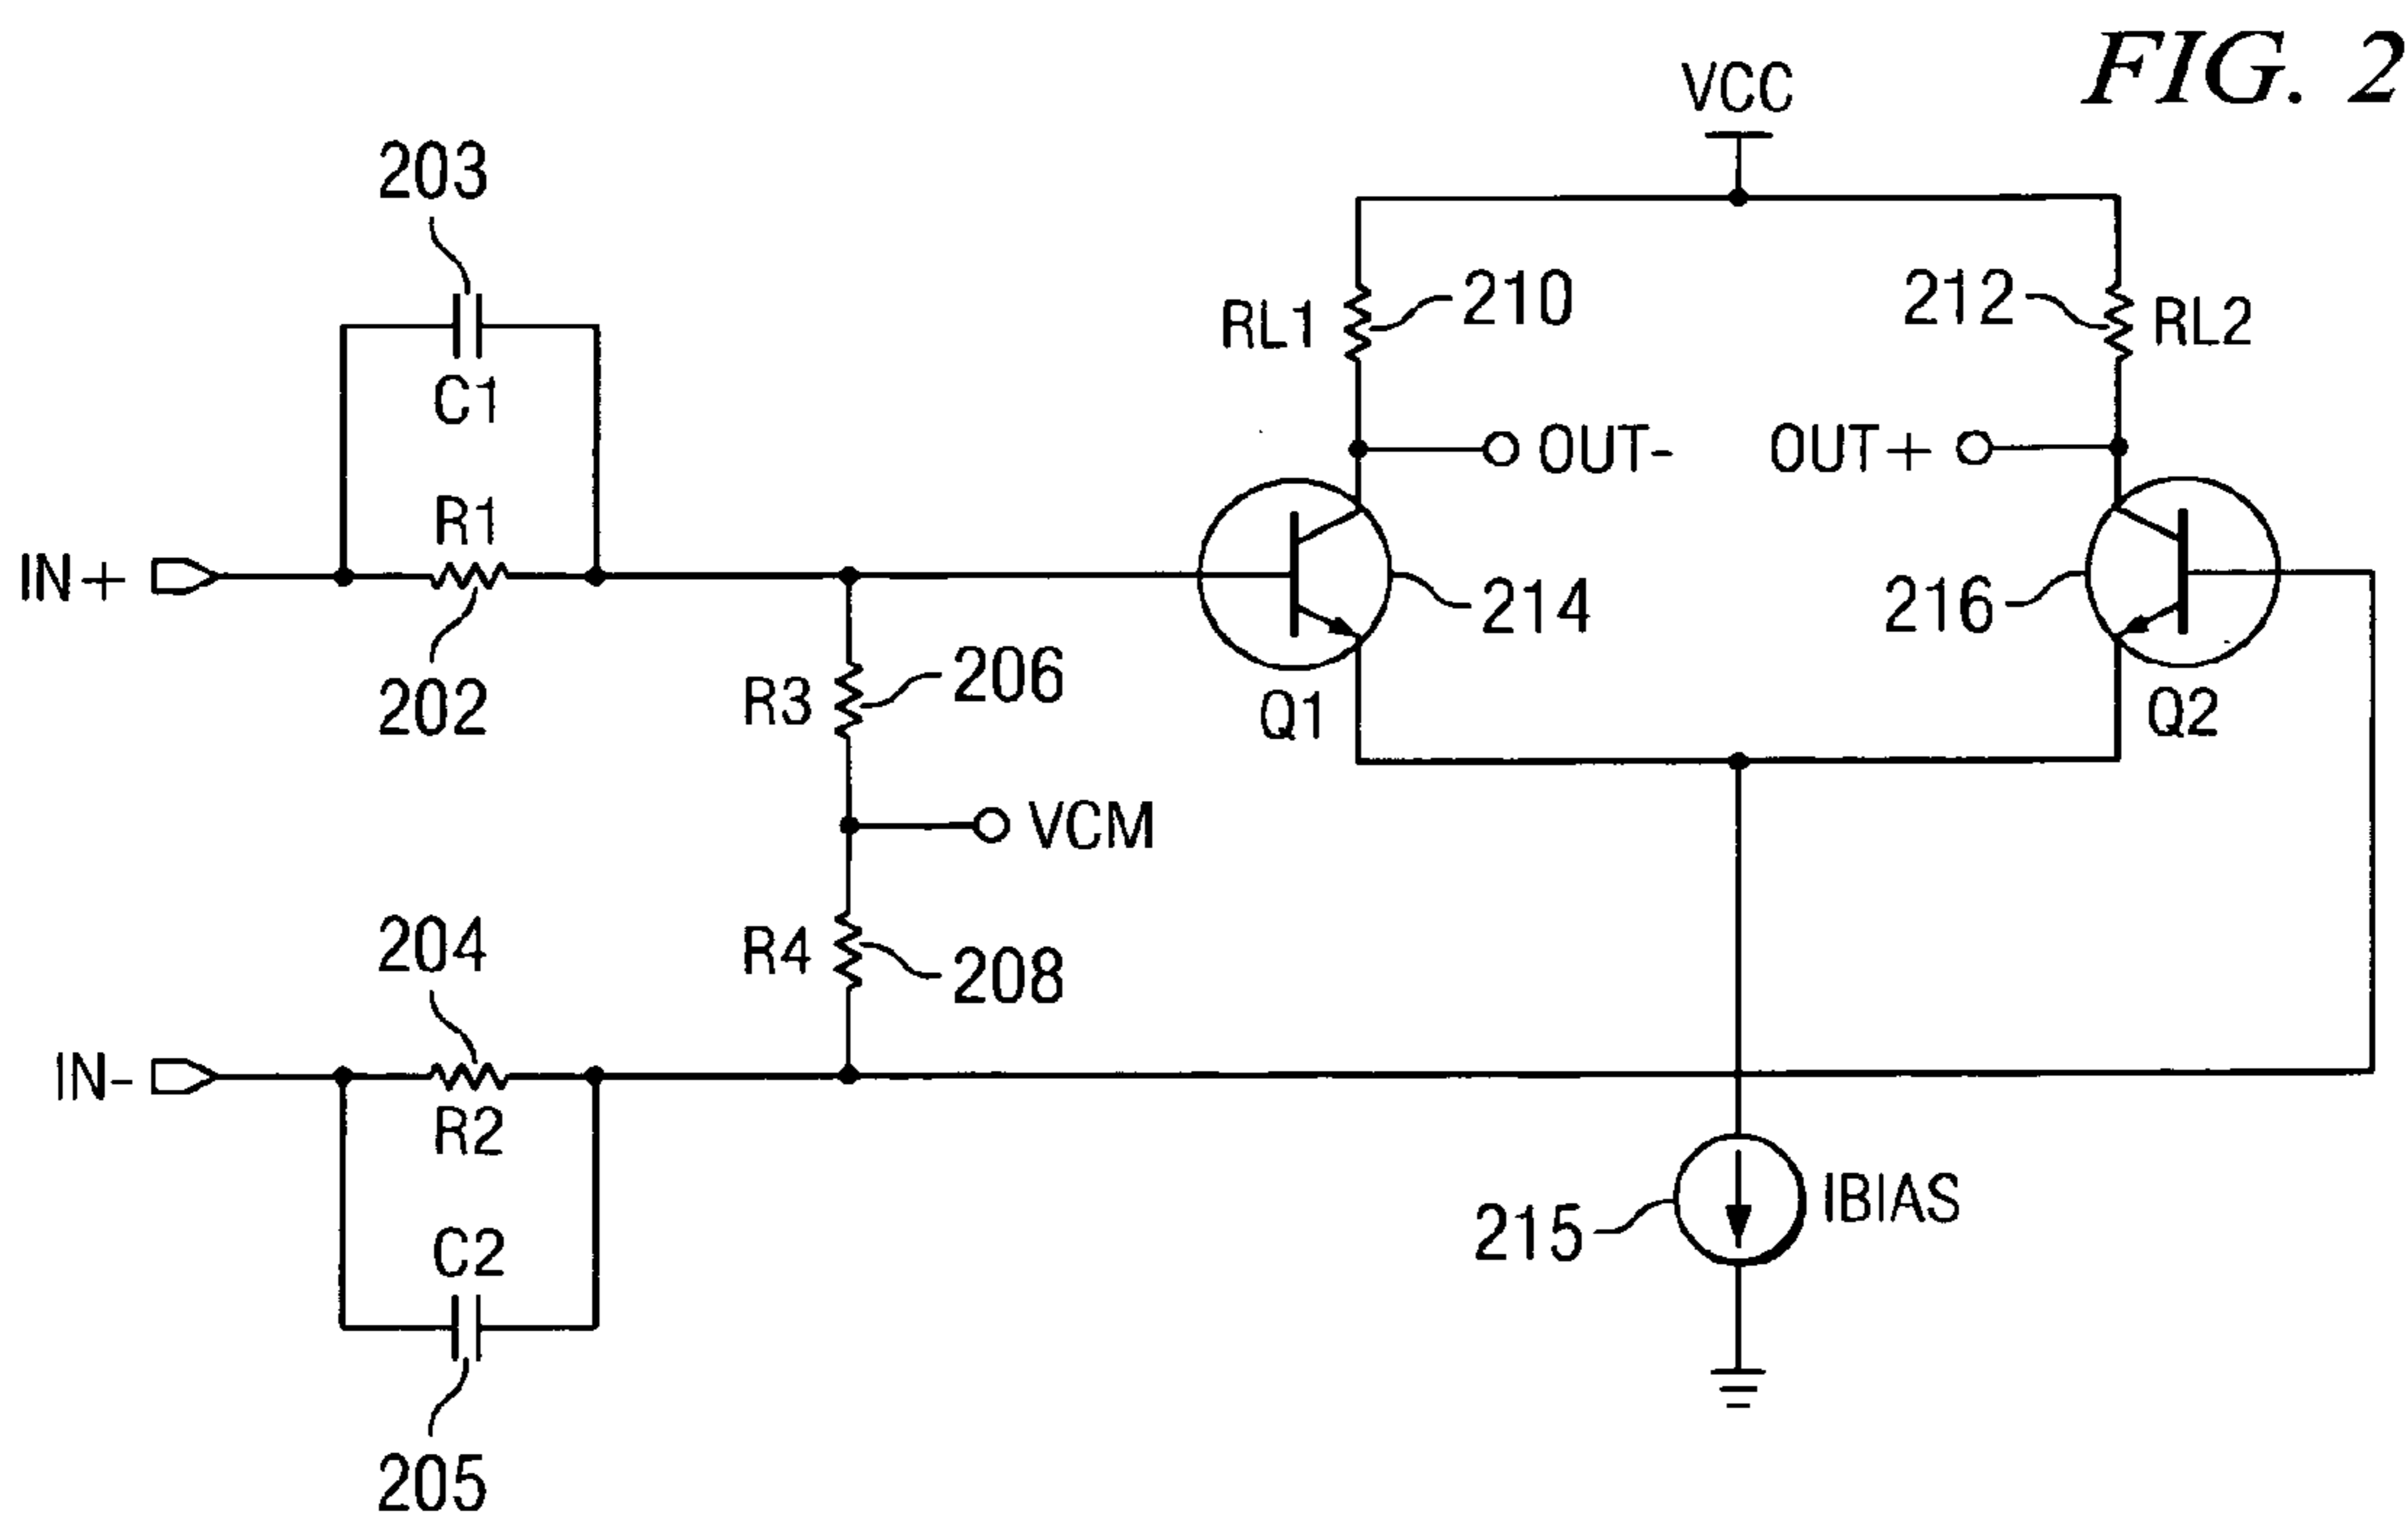 FIG. 2
VCC
203
C1
R1
IN+
202
RL1
210
212
RL2
OUT-
OUT+
214
216
Q1
Q2
R3
206
VCM
R4
208
204
IN-
R2
C2
205
215
IBIAS